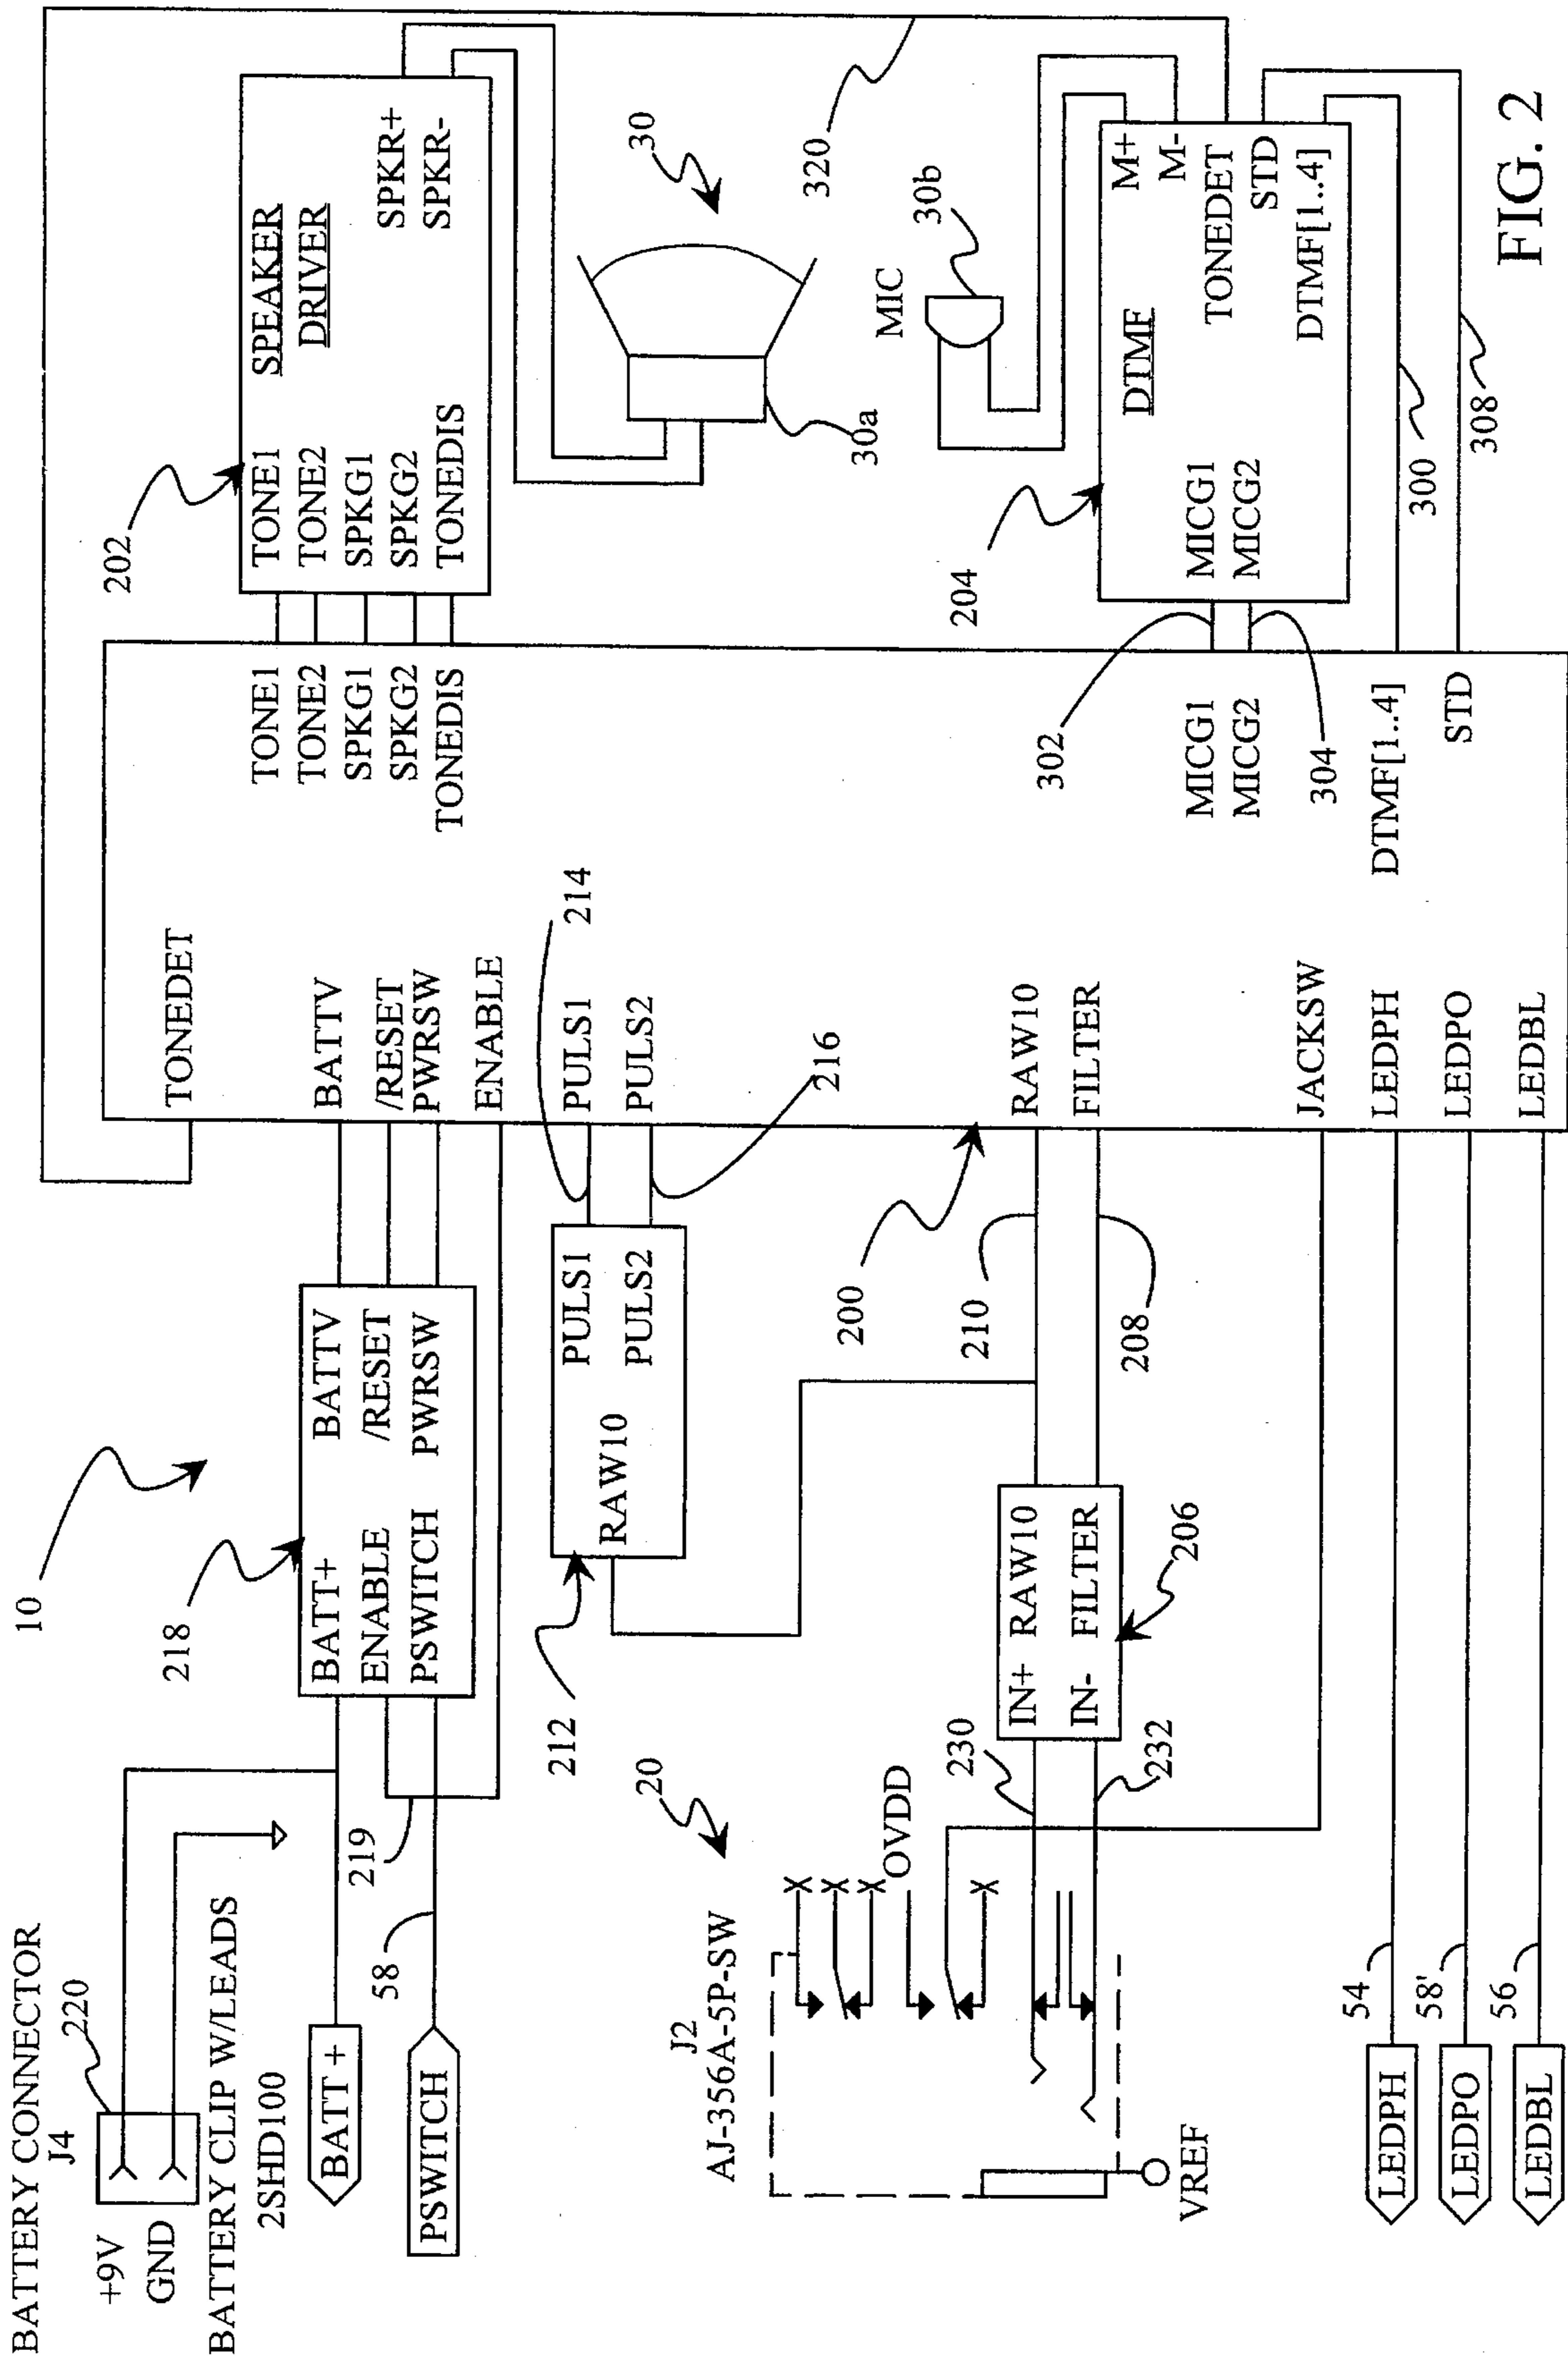 BATTERY CONNECTOR
J4
220
+9V
GND
BATTERY CLIP W/LEADS
2SHD100
BATT +
PSWITCH
58
219
10
218
BATT+ BATTV
ENABLE /RESET
PSWITCH PWRSW
TONEDET
BATTV
/RESET
PWRSW
ENABLE
PULS1
PULS2
RAW10
FILTER
JACKSW
LEDPH
LEDPO
LEDBL
214
216
PULS1
PULS2
RAW10
212
200
210
208
IN+ RAW10
IN- FILTER
206
230
232
20
J2
AJ-356A-5P-SW
X
X
X
OVDD
X
VREF
54
58'
56
LEDPH
LEDPO
LEDBL
TONE1
TONE2
SPKG1
SPKG2
TONEDIS
MICG1
MICG2
DTMF[1..4]
STD
302
304
202
TONE1
TONE2
SPKG1
SPKG2
TONEDIS
SPEAKER
DRIVER
SPKR+
SPKR-
30
30a
320
MIC
30b
204
DTMF
MICG1
MICG2
M+
M-
TONEDET
STD
DTMF[1..4]
300
308
FIG. 2